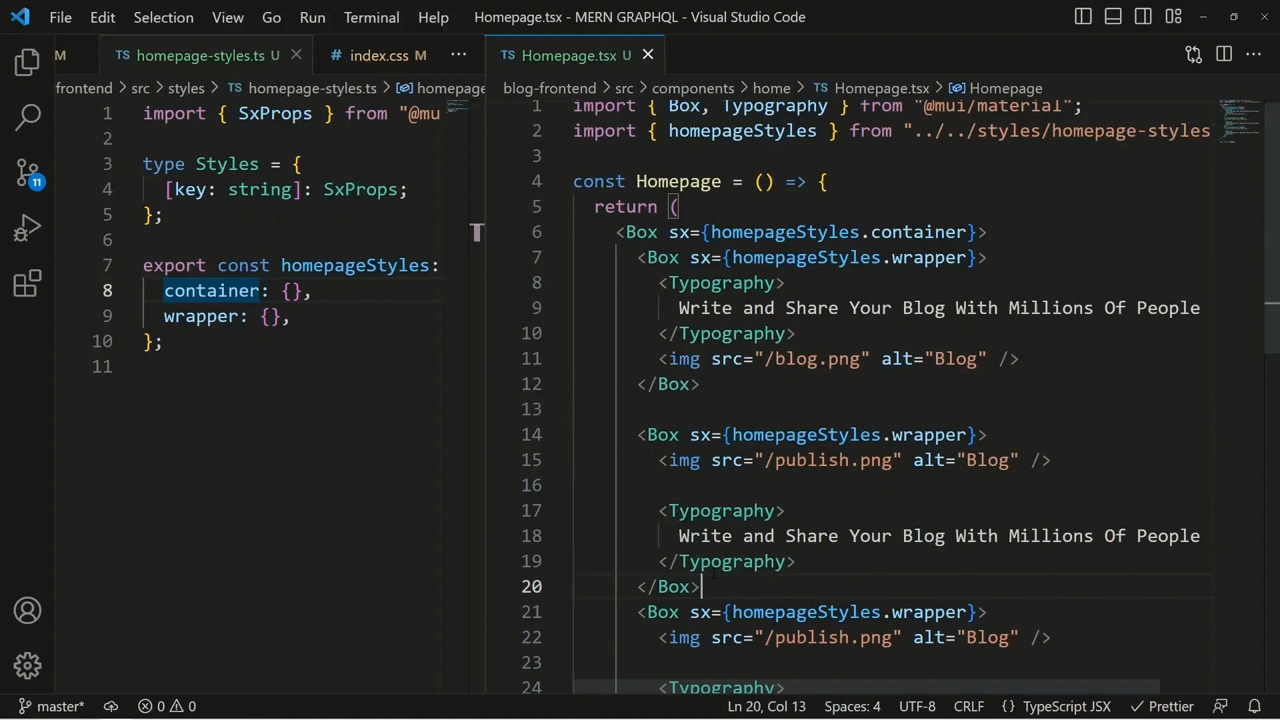 File Edit Selection View Go Run Terminal Help Homepage.tsx - MERN GRAPHQL - Visual Studio Code
M TS homepage-styles.ts U # index.css M ···
TS Homepage.tsx U ···
frontend > src > styles > TS homepage-styles.ts > homepage
blog-frontend > src > components > home > TS Homepage.tsx > Homepage
1 import { SxProps } from "@mu
2
3 type Styles = {
4 [key: string]: SxProps;
5 };
6
7 export const homepageStyles:
8 container: {},
9 wrapper: {},
10 };
11
1 import { Box, Typography } from "@mui/material";
2 import { homepageStyles } from "../../styles/homepage-styles
3
4 const Homepage = () => {
5 return (
6 <Box sx={homepageStyles.container}>
7 <Box sx={homepageStyles.wrapper}>
8 <Typography>
9 Write and Share Your Blog With Millions Of People
10 </Typography>
11 <img src="/blog.png" alt="Blog" />
12 </Box>
13
14 <Box sx={homepageStyles.wrapper}>
15 <img src="/publish.png" alt="Blog" />
16
17 <Typography>
18 Write and Share Your Blog With Millions Of People
19 </Typography>
20 </Box>
21 <Box sx={homepageStyles.wrapper}>
22 <img src="/publish.png" alt="Blog" />
23
24 <Typography>
T
11
master* 0 0 Ln 20, Col 13 Spaces: 4 UTF-8 CRLF {} TypeScript JSX Prettier